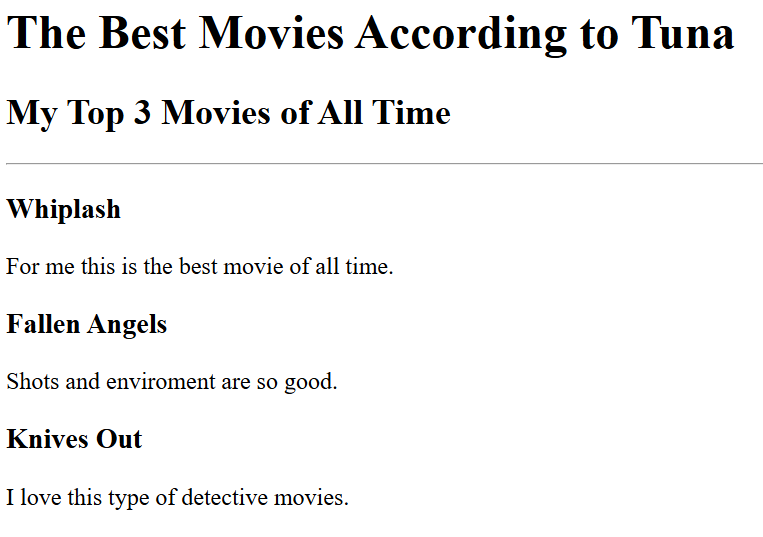 The Best Movies According to Tuna
My Top 3 Movies of All Time
Whiplash
For me this is the best movie of all time.
Fallen Angels
Shots and enviroment are so good.
Knives Out
I love this type of detective movies.